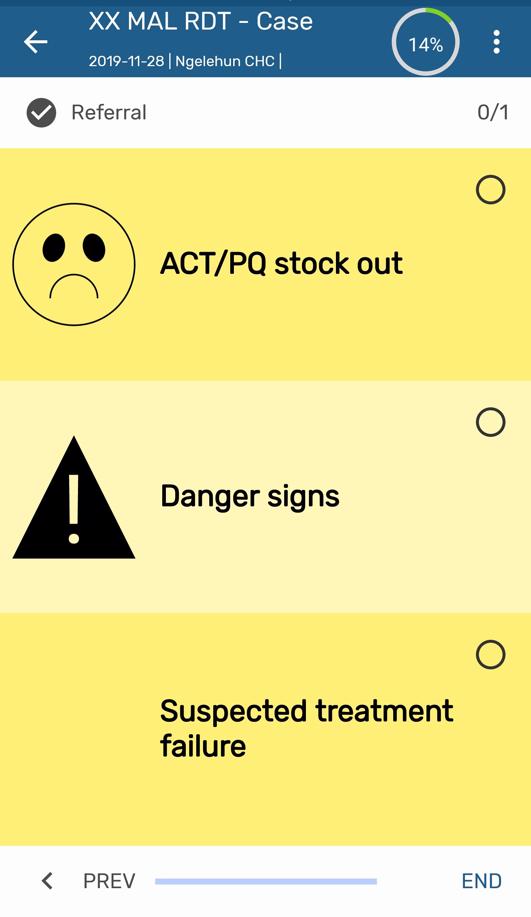 XX MAL RDT - Case
2019-11-28 | Ngelehun CHC |
14%
Referral
0/1
ACT/PQ stock out
Danger signs
Suspected treatment
failure
PREV
END